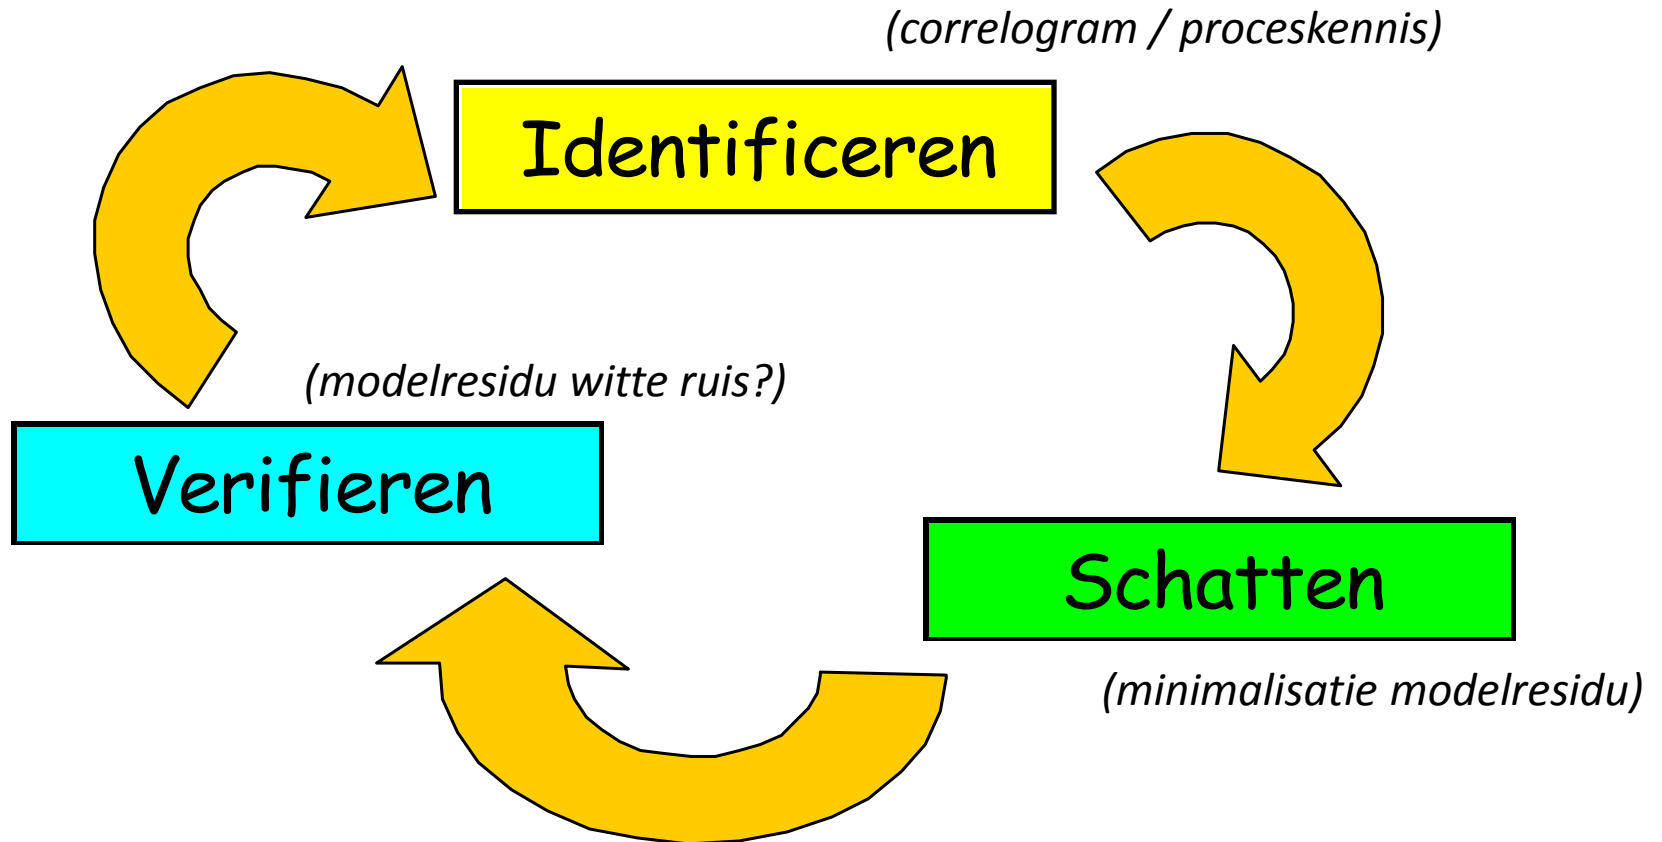 (correlogram / proceskennis)
Identificeren
(modelresidu witte ruis?)
Verifieren
Schatten
(minimalisatie modelresidu)